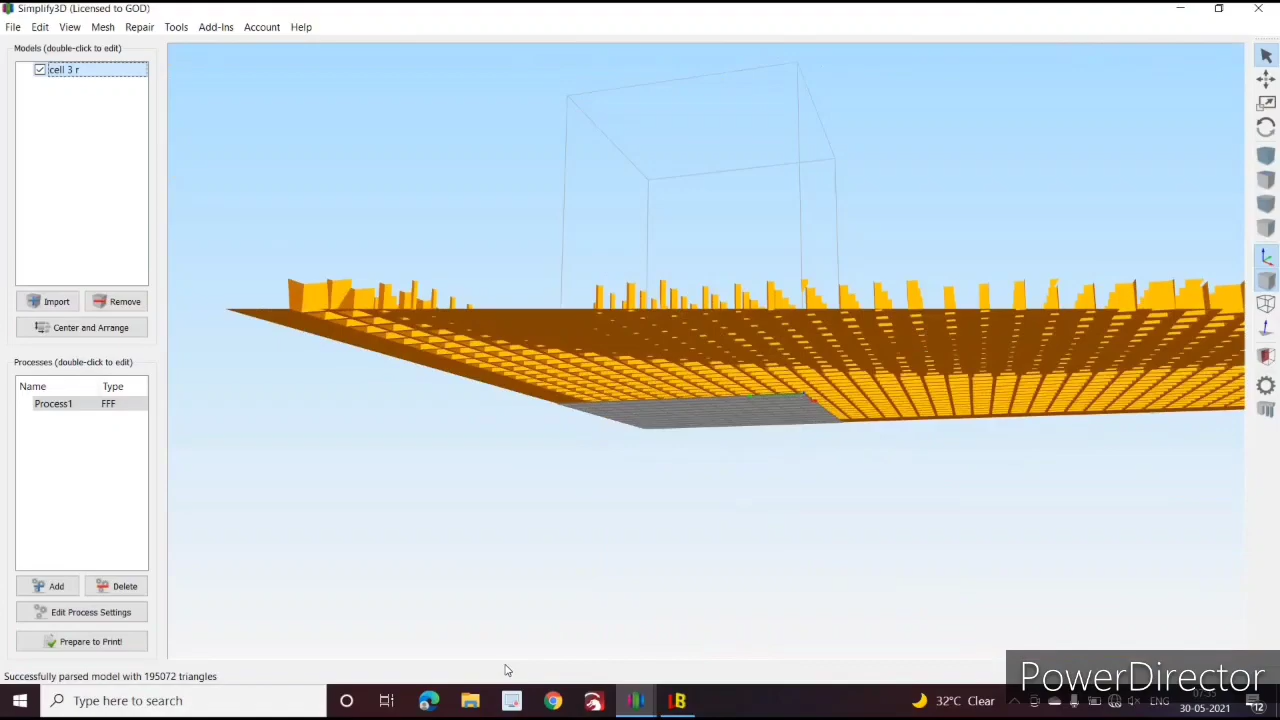 Simplify3D (Licensed to GOD)
File Edit View Mesh Repair Tools Add-Ins Account Help
Models (double-click to edit)
cell 3 r
Import Remove
Center and Arrange
Processes (double-click to edit)
Name Type
Process1 FFF
Add Delete
Edit Process Settings
Prepare to Print!
Successfully parsed model with 195072 triangles
PowerDirector
Type here to search
LB
32°C Clear
ENG
30-05-2021
12